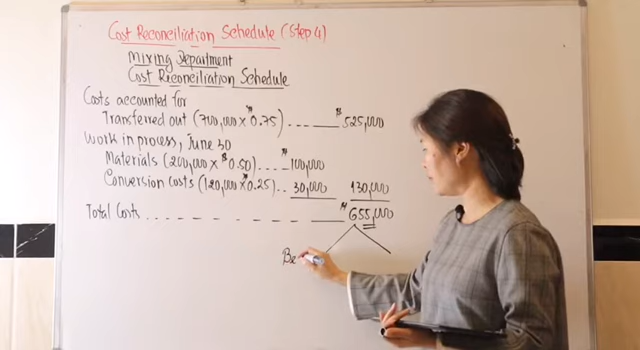 Cost Reconciliation Schedule (Step 4)
Mixing Department
Cost Reconciliation Schedule
Costs accounted for
Transferred out (700,000 x $0.75) ... $525,000
Work in process, June 30
Materials (200,000 x $0.50) .... $100,000
Conversion costs (120,000 x $0.25) .. 30,000 130,000
Total Costs ... $655,000
Be